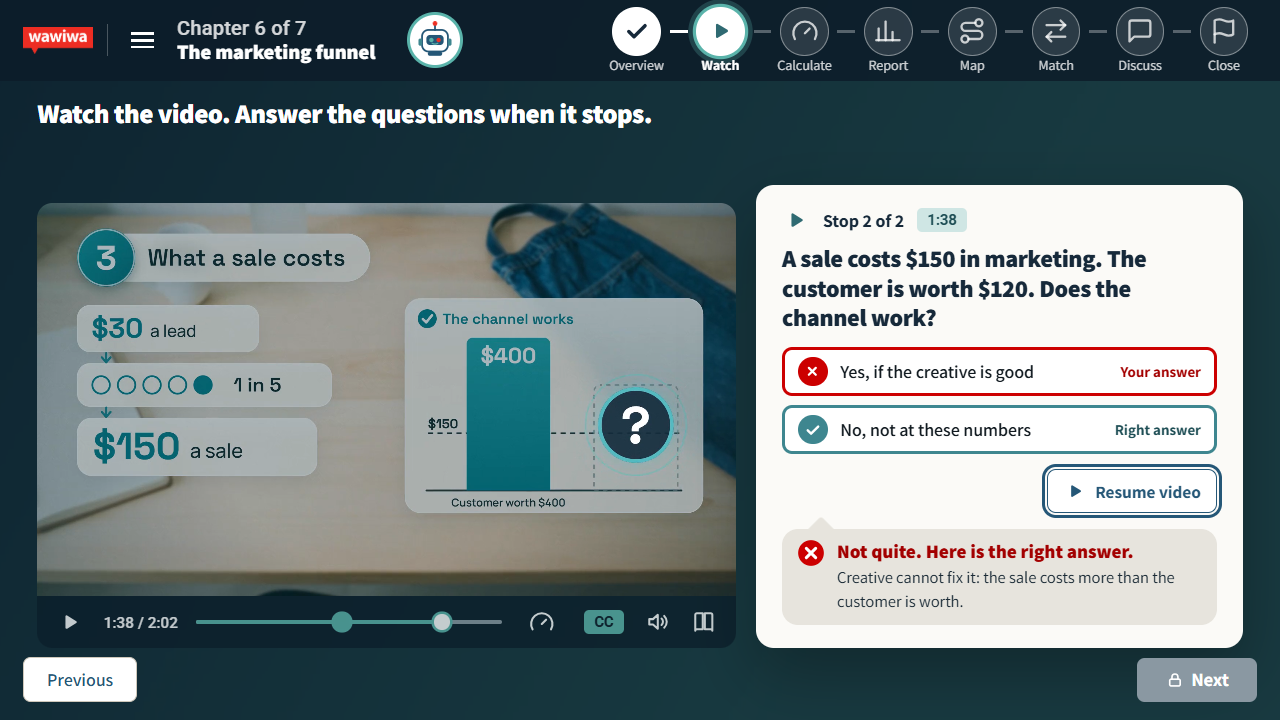 wawiwa
Chapter 6 of 7
The marketing funnel
Overview
Watch
Calculate
Report
Map
Match
Discuss
Close
Watch the video. Answer the questions when it stops.
3 What a sale costs
$30 a lead
1 in 5
$150 a sale
The channel works
$400
$150
?
Customer worth $400
1:38 / 2:02
CC
Stop 2 of 2 1:38
A sale costs $150 in marketing. The
customer is worth $120. Does the
channel work?
Yes, if the creative is good Your answer
No, not at these numbers Right answer
Resume video
Not quite. Here is the right answer.
Creative cannot fix it: the sale costs more than the
customer is worth.
Previous
Next